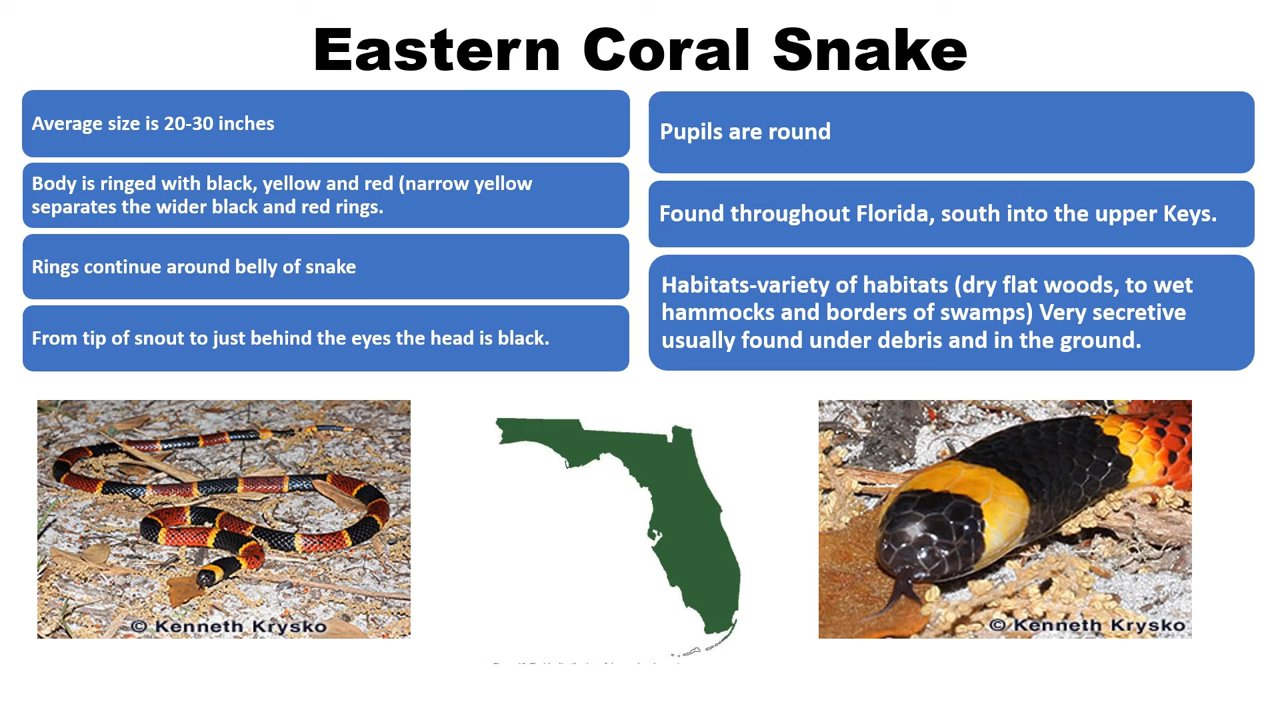 Eastern Coral Snake
Average size is 20-30 inches
Body is ringed with black, yellow and red (narrow yellow
separates the wider black and red rings.
Rings continue around belly of snake
From tip of snout to just behind the eyes the head is black.
Pupils are round
Found throughout Florida, south into the upper Keys.
Habitats-variety of habitats (dry flat woods, to wet
hammocks and borders of swamps) Very secretive
usually found under debris and in the ground.
© Kenneth Krysko
© Kenneth Krysko